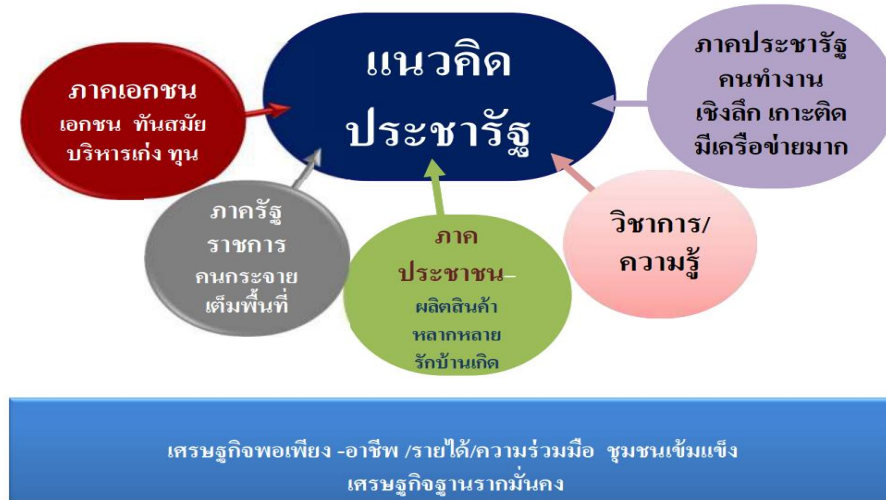 แนวคิด
ประชารัฐ
ภาคเอกชน
เอกชน ทันสมัย
บริหารเก่ง ทุน
ภาครัฐ
ราชการ
คนกระจาย
เต็มพื้นที่
ภาค
ประชาชน–
ผลิตสินค้า
หลากหลาย
รักบ้านเกิด
วิชาการ/
ความรู้
ภาคประชารัฐ
คนทำงาน
เชิงลึก เกาะติด
มีเครือข่ายมาก
เศรษฐกิจพอเพียง -อาชีพ /รายได้/ความร่วมมือ ชุมชนเข้มแข็ง
เศรษฐกิจฐานรากมั่นคง